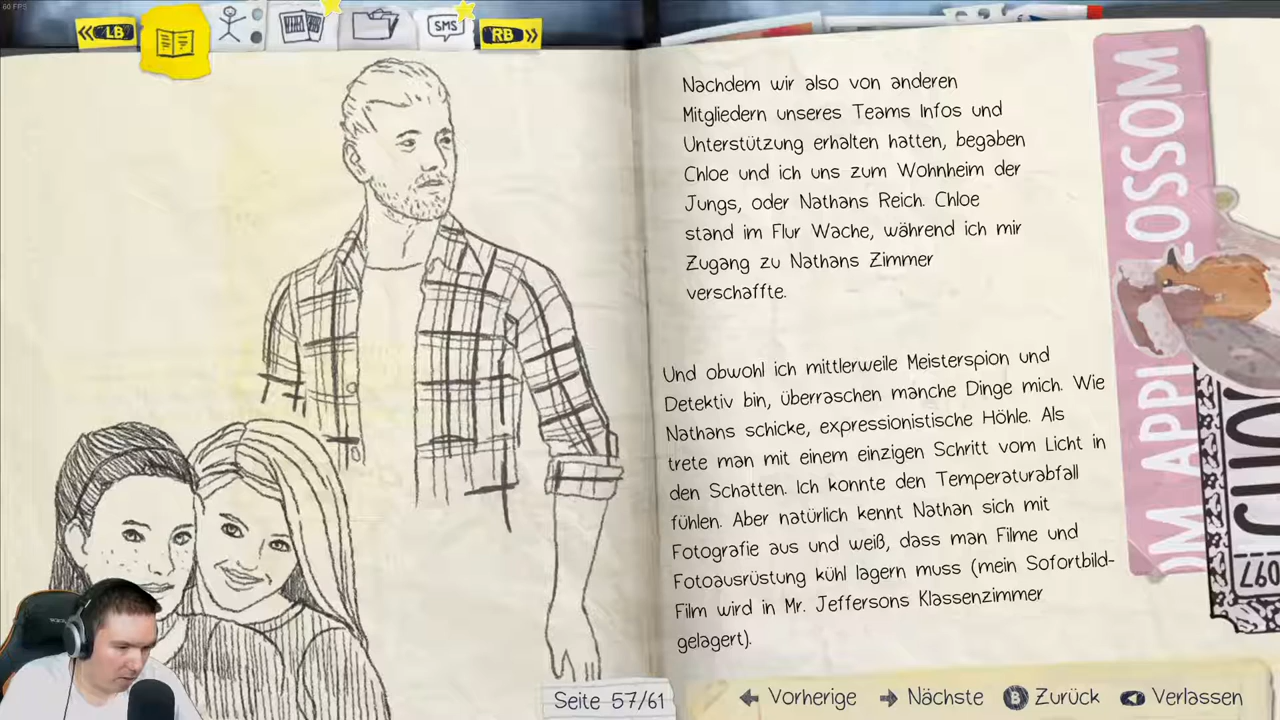 60 FPS
LB
SMS
RB
Nachdem wir also von anderen
Mitgliedern unseres Teams Infos und
Unterstützung erhalten hatten, begaben
Chloe und ich uns zum Wohnheim der
Jungs, oder Nathans Reich. Chloe
stand im Flur Wache, während ich mir
Zugang zu Nathans Zimmer
verschaffte.
Und obwohl ich mittlerweile Meisterspion und
Detektiv bin, überraschen manche Dinge mich. Wie
Nathans schicke, expressionistische Höhle. Als
trete man mit einem einzigen Schritt vom Licht in
den Schatten. Ich konnte den Temperaturabfall
fühlen. Aber natürlich kennt Nathan sich mit
Fotografie aus und weiß, dass man Filme und
Fotoausrüstung kühl lagern muss (mein Sofortbild-
Film wird in Mr. Jeffersons Klassenzimmer
gelagert).
Seite 57/61
Vorherige
Nächste
B Zurück
Verlassen